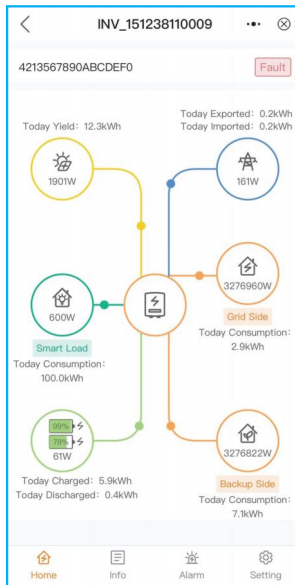 INV_151238110009
4213567890ABCDEF0
Fault
Today Exported: 0.2kWh
Today Imported: 0.2kWh
Today Yield: 12.3kWh
1901W
161W
3276960W
600W
Grid Side
Today Consumption:
2.9kWh
Smart Load
Today Consumption:
100.0kWh
99%
78%
61W
3276822W
Today Charged: 5.9kWh
Today Discharged: 0.4kWh
Backup Side
Today Consumption:
7.1kWh
Home
Info
Alarm
Setting